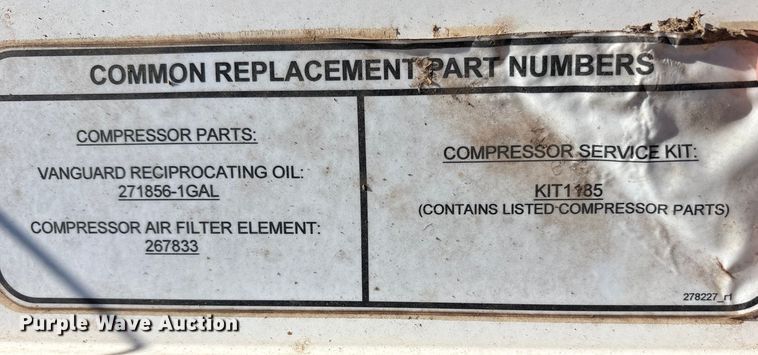 COMMON REPLACEMENT PART NUMBERS
COMPRESSOR PARTS:
VANGUARD RECIPROCATING OIL:
271856-1GAL
COMPRESSOR AIR FILTER ELEMENT:
267833
COMPRESSOR SERVICE KIT:
KIT1185
(CONTAINS LISTED COMPRESSOR PARTS)
278227_r1
Purple Wave Auction